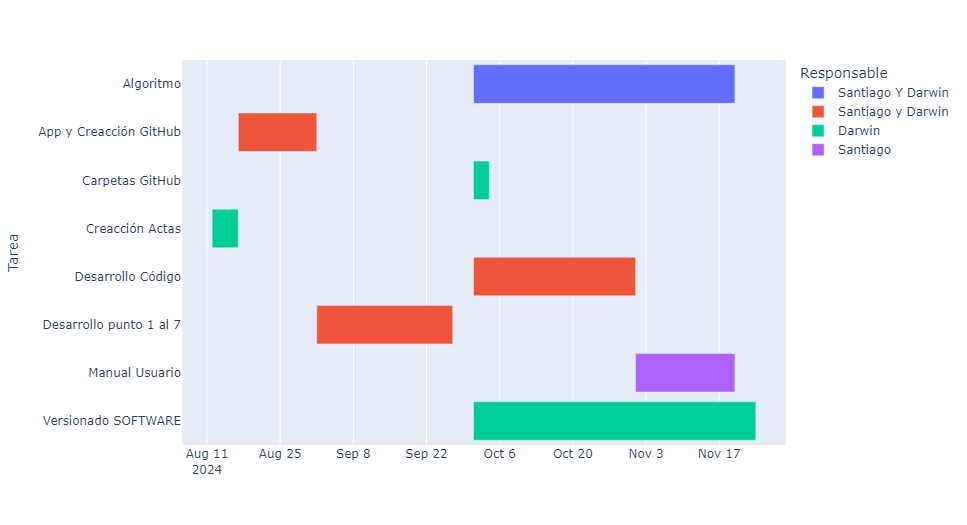 Responsable
Santiago Y Darwin
Santiago y Darwin
Darwin
Santiago
Tarea
Algoritmo
App y Creacción GitHub
Carpetas GitHub
Creacción Actas
Desarrollo Código
Desarrollo punto 1 al 7
Manual Usuario
Versionado SOFTWARE
Aug 11
2024
Aug 25
Sep 8
Sep 22
Oct 6
Oct 20
Nov 3
Nov 17